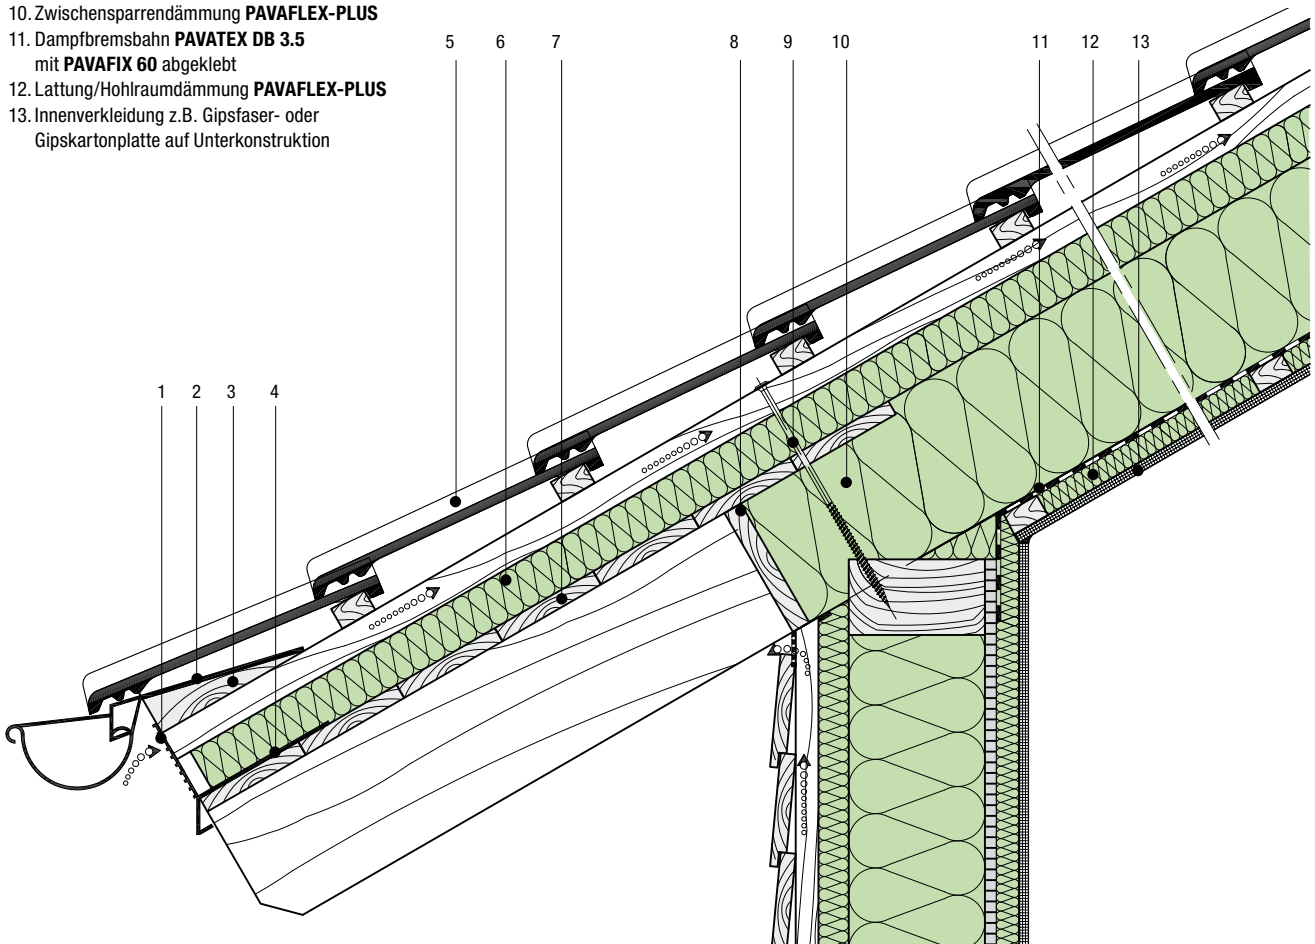 10. Zwischensparrendämmung PAVAFLEX-PLUS
11. Dampfbremsbahn PAVATEX DB 3.5
mit PAVAFIX 60 abgeklebt
12. Lattung/Hohlraumdämmung PAVAFLEX-PLUS
13. Innenverkleidung z.B. Gipsfaser- oder
Gipskartonplatte auf Unterkonstruktion
5 6 7 8 9 10 11 12 13
1 2 3 4